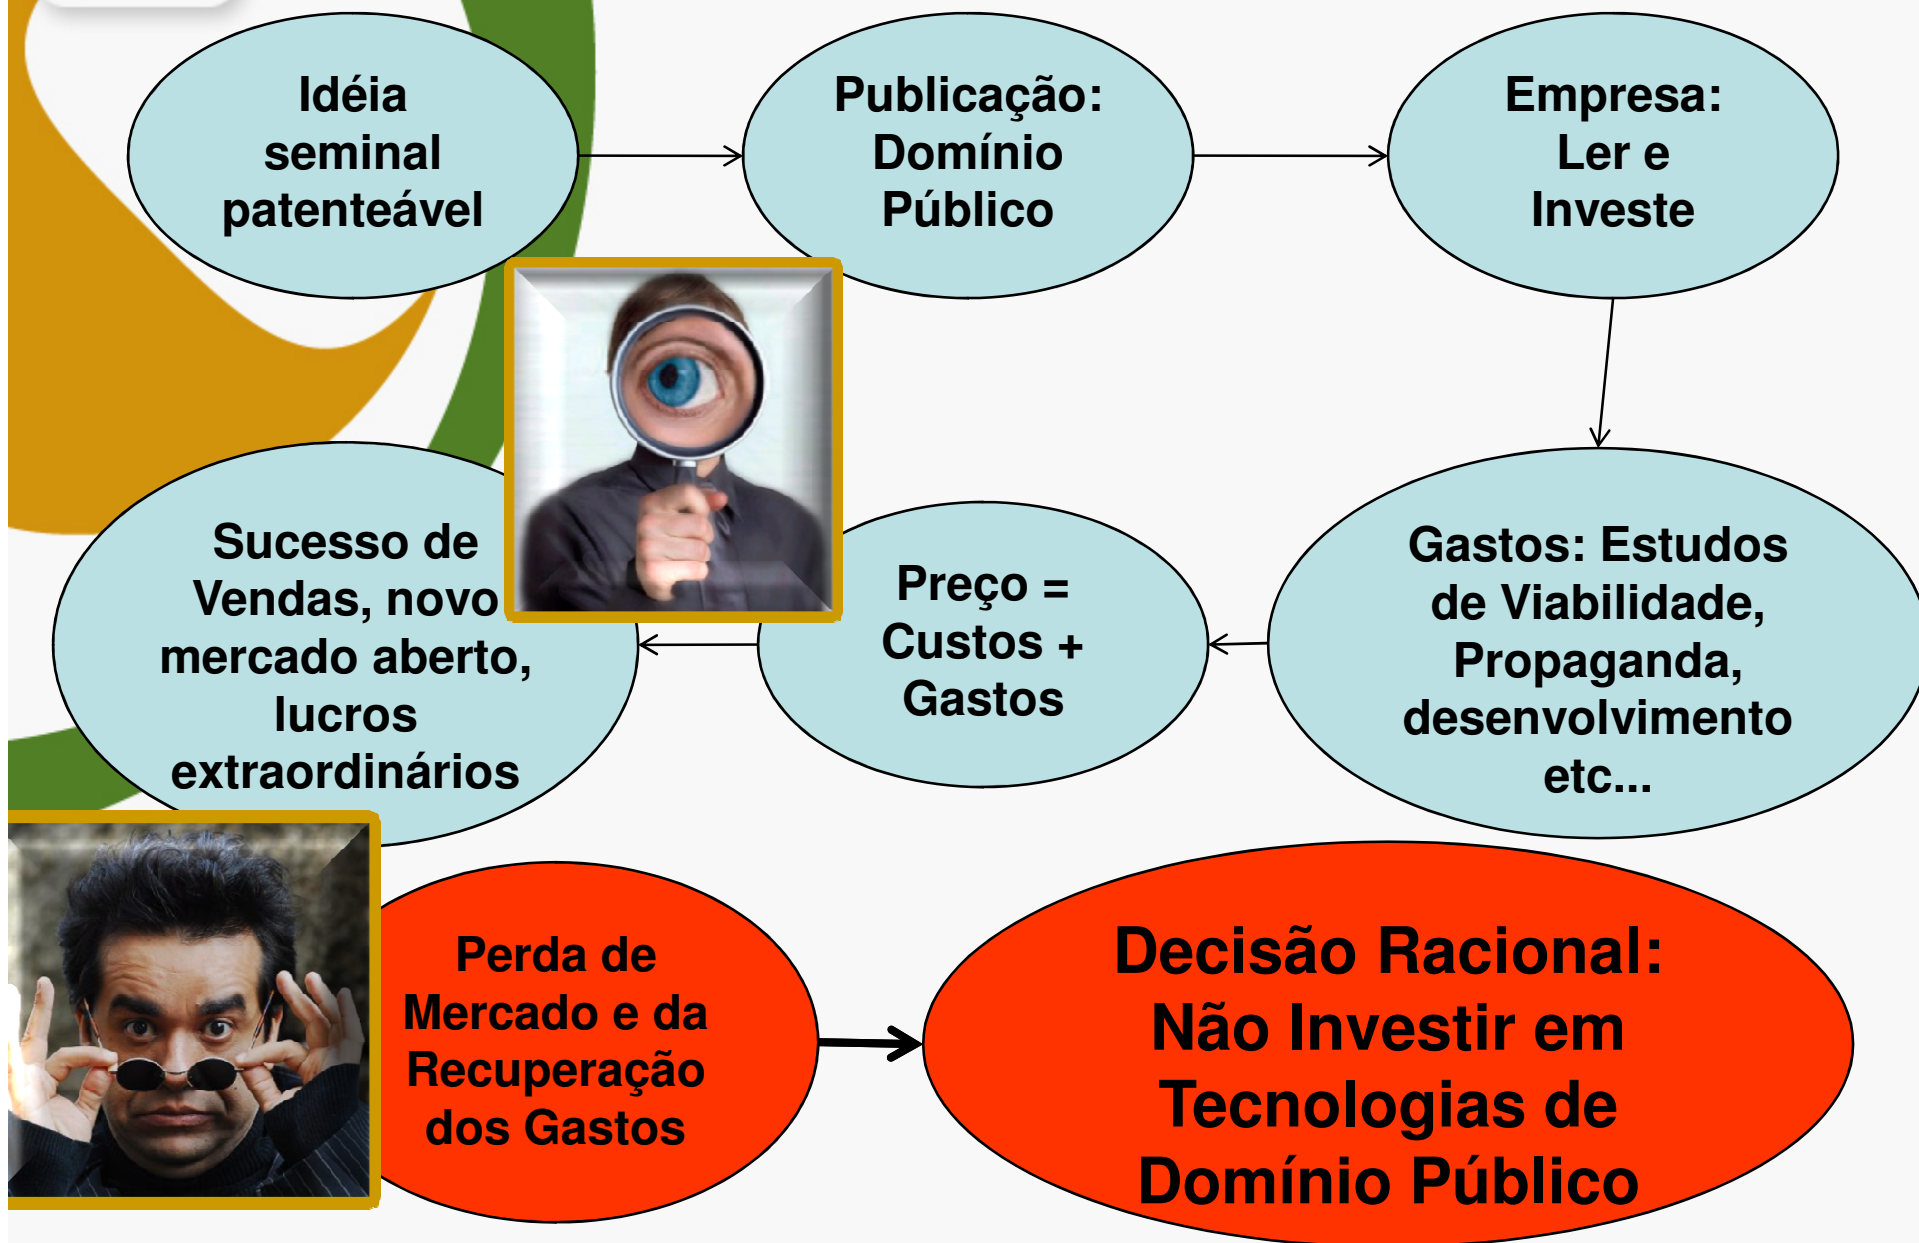 Idéia
seminal
patenteável
Publicação:
Domínio
Público
Empresa:
Ler e
Investe
Gastos: Estudos
de Viabilidade,
Propaganda,
desenvolvimento
etc...
Preço =
Custos +
Gastos
Sucesso de
Vendas, novo
mercado aberto,
lucros
extraordinários
Perda de
Mercado e da
Recuperação
dos Gastos
Decisão Racional:
Não Investir em
Tecnologias de
Domínio Público